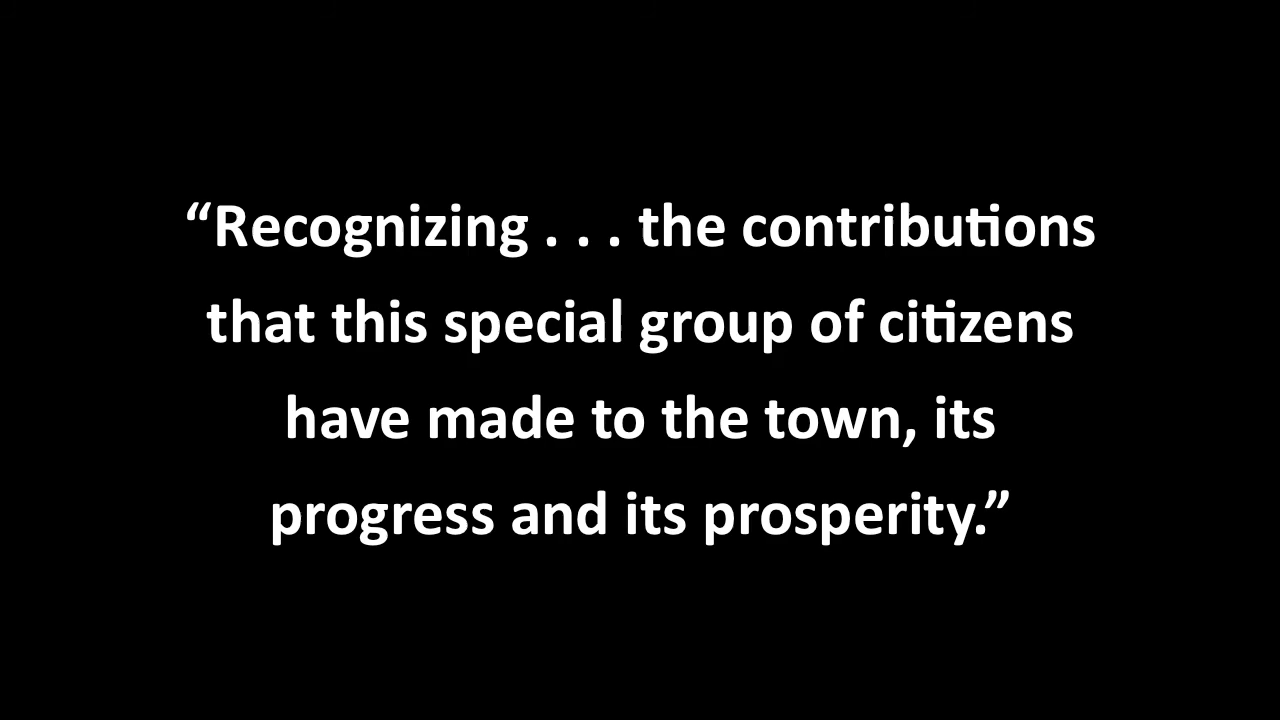 “Recognizing . . . the contributions
that this special group of citizens
have made to the town, its
progress and its prosperity.”